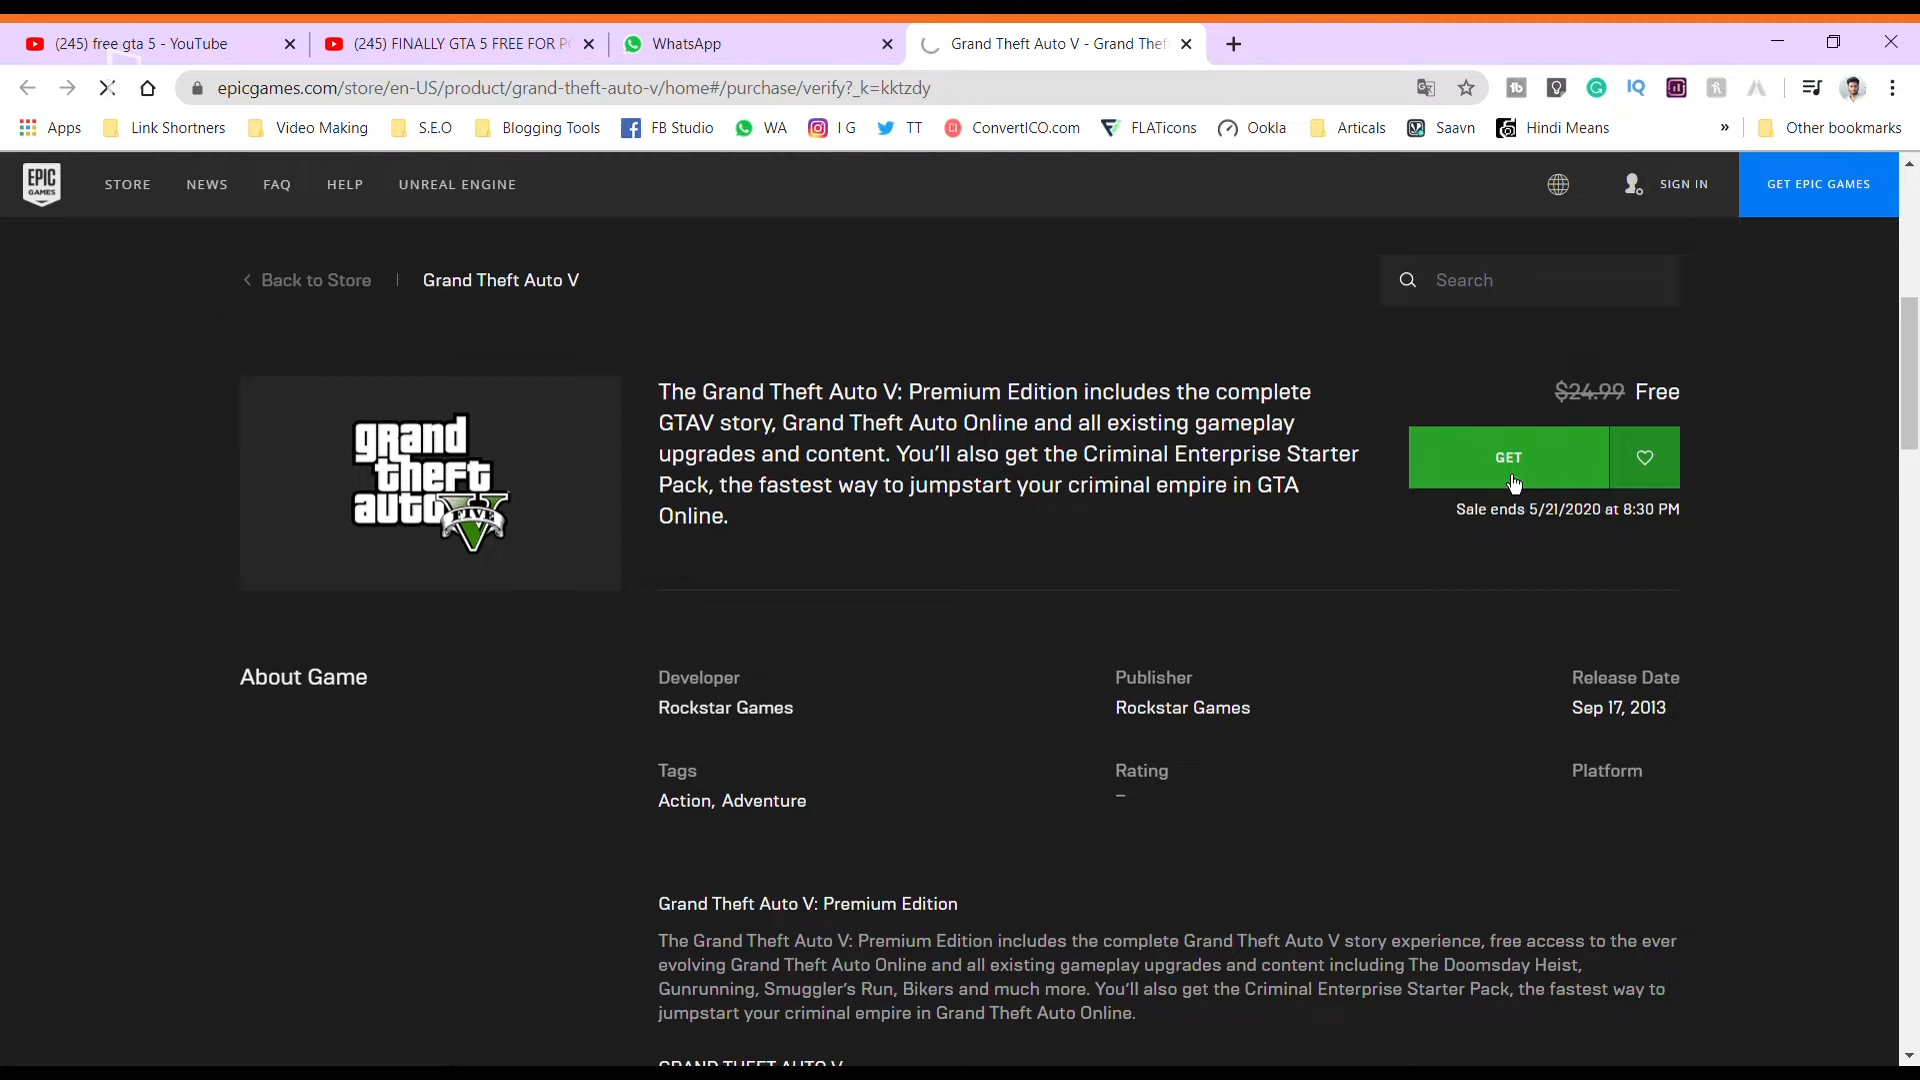 (245) free gta 5 - YouTube
(245) FINALLY GTA 5 FREE FOR PC
WhatsApp
Grand Theft Auto V - Grand Thef
epicgames.com/store/en-US/product/grand-theft-auto-v/home#/purchase/verify?_k=kktzdy
Apps
Link Shortners
Video Making
S.E.O
Blogging Tools
FB Studio
WA
I G
TT
ConvertICO.com
FLATicons
Ookla
Articals
Saavn
Hindi Means
»
Other bookmarks
EPIC
GAMES
STORE
NEWS
FAQ
HELP
UNREAL ENGINE
SIGN IN
GET EPIC GAMES
Back to Store
Grand Theft Auto V
Search
grand
theft
auto
FIVE
V
The Grand Theft Auto V: Premium Edition includes the complete
GTAV story, Grand Theft Auto Online and all existing gameplay
upgrades and content. You'll also get the Criminal Enterprise Starter
Pack, the fastest way to jumpstart your criminal empire in GTA
Online.
$24.99 Free
GET
Sale ends 5/21/2020 at 8:30 PM
About Game
Developer
Rockstar Games
Publisher
Rockstar Games
Release Date
Sep 17, 2013
Tags
Action, Adventure
Rating
–
Platform
Grand Theft Auto V: Premium Edition
The Grand Theft Auto V: Premium Edition includes the complete Grand Theft Auto V story experience, free access to the ever
evolving Grand Theft Auto Online and all existing gameplay upgrades and content including The Doomsday Heist,
Gunrunning, Smuggler's Run, Bikers and much more. You'll also get the Criminal Enterprise Starter Pack, the fastest way to
jumpstart your criminal empire in Grand Theft Auto Online.
GRAND THEFT AUTO V